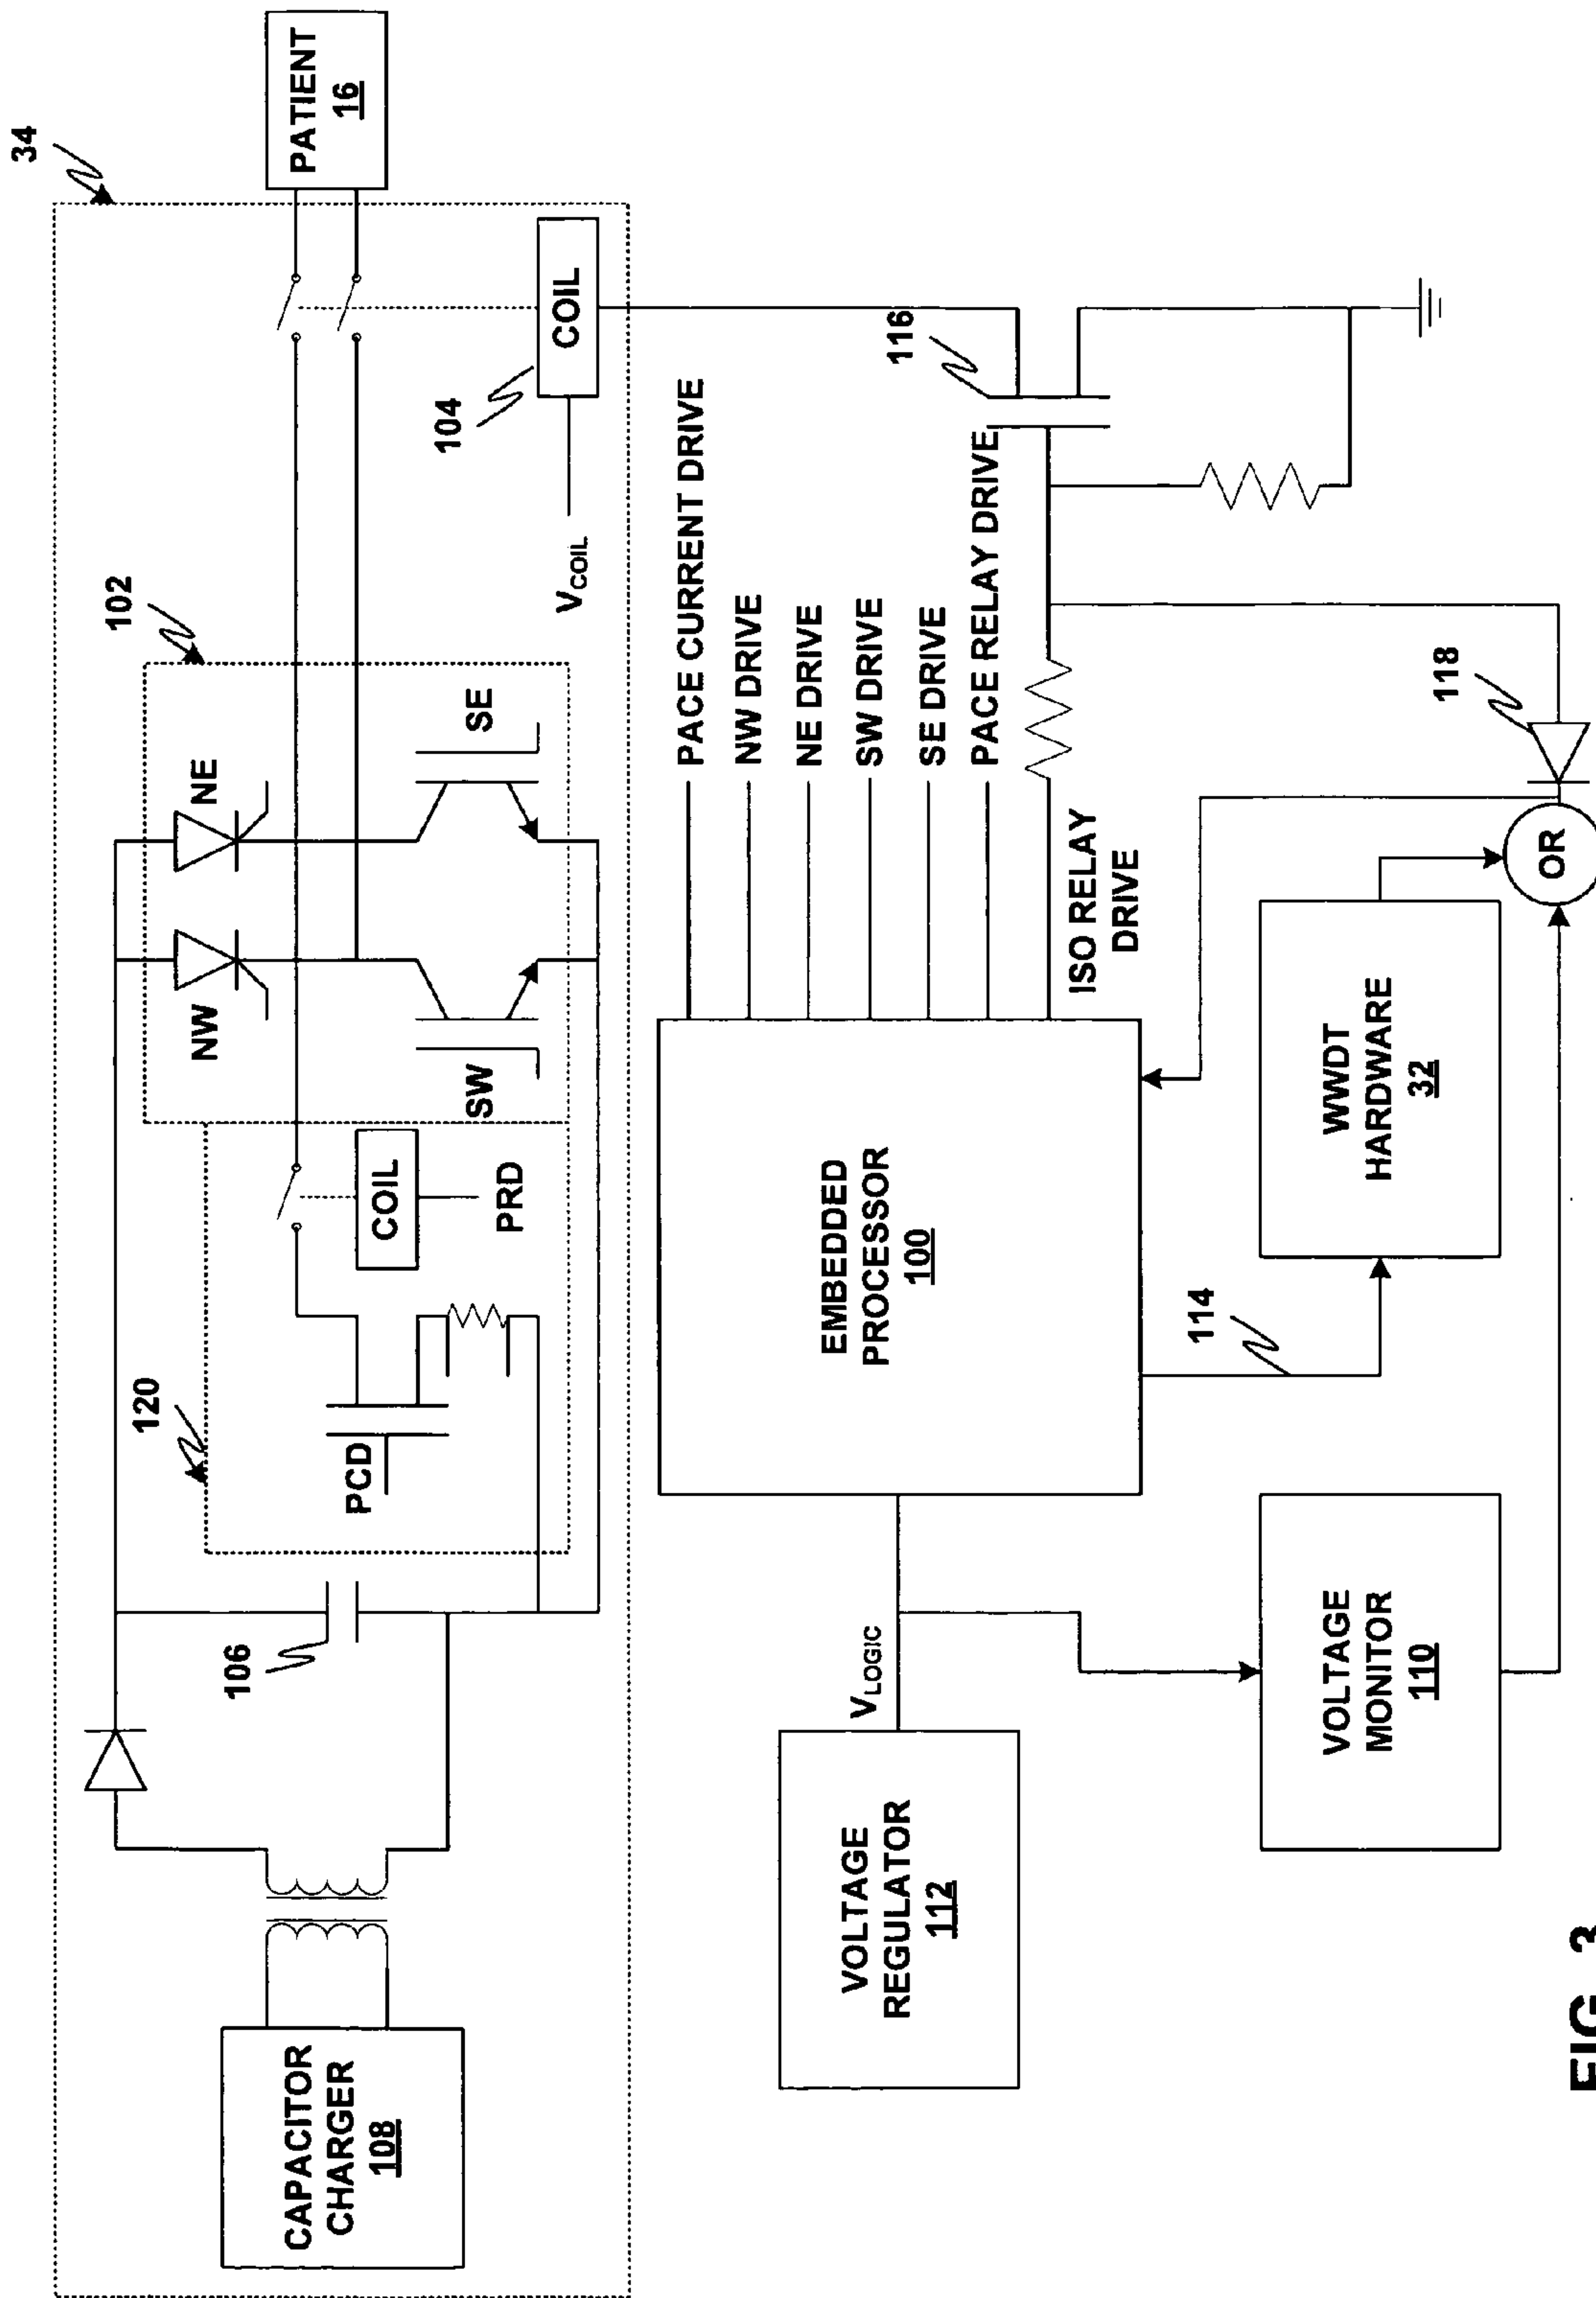 34
PATIENT
16
102
120
106
NW
NE
SW
SE
COIL
PRD
PCD
104
COIL
VCOIL
CAPACITOR
CHARGER
108
PACE CURRENT DRIVE
NW DRIVE
NE DRIVE
SW DRIVE
SE DRIVE
PACE RELAY DRIVE
ISO RELAY
DRIVE
116
EMBEDDED
PROCESSOR
100
VLOGIC
VOLTAGE
REGULATOR
112
114
118
VOLTAGE
MONITOR
110
WWDT
HARDWARE
32
OR
FIG. 3